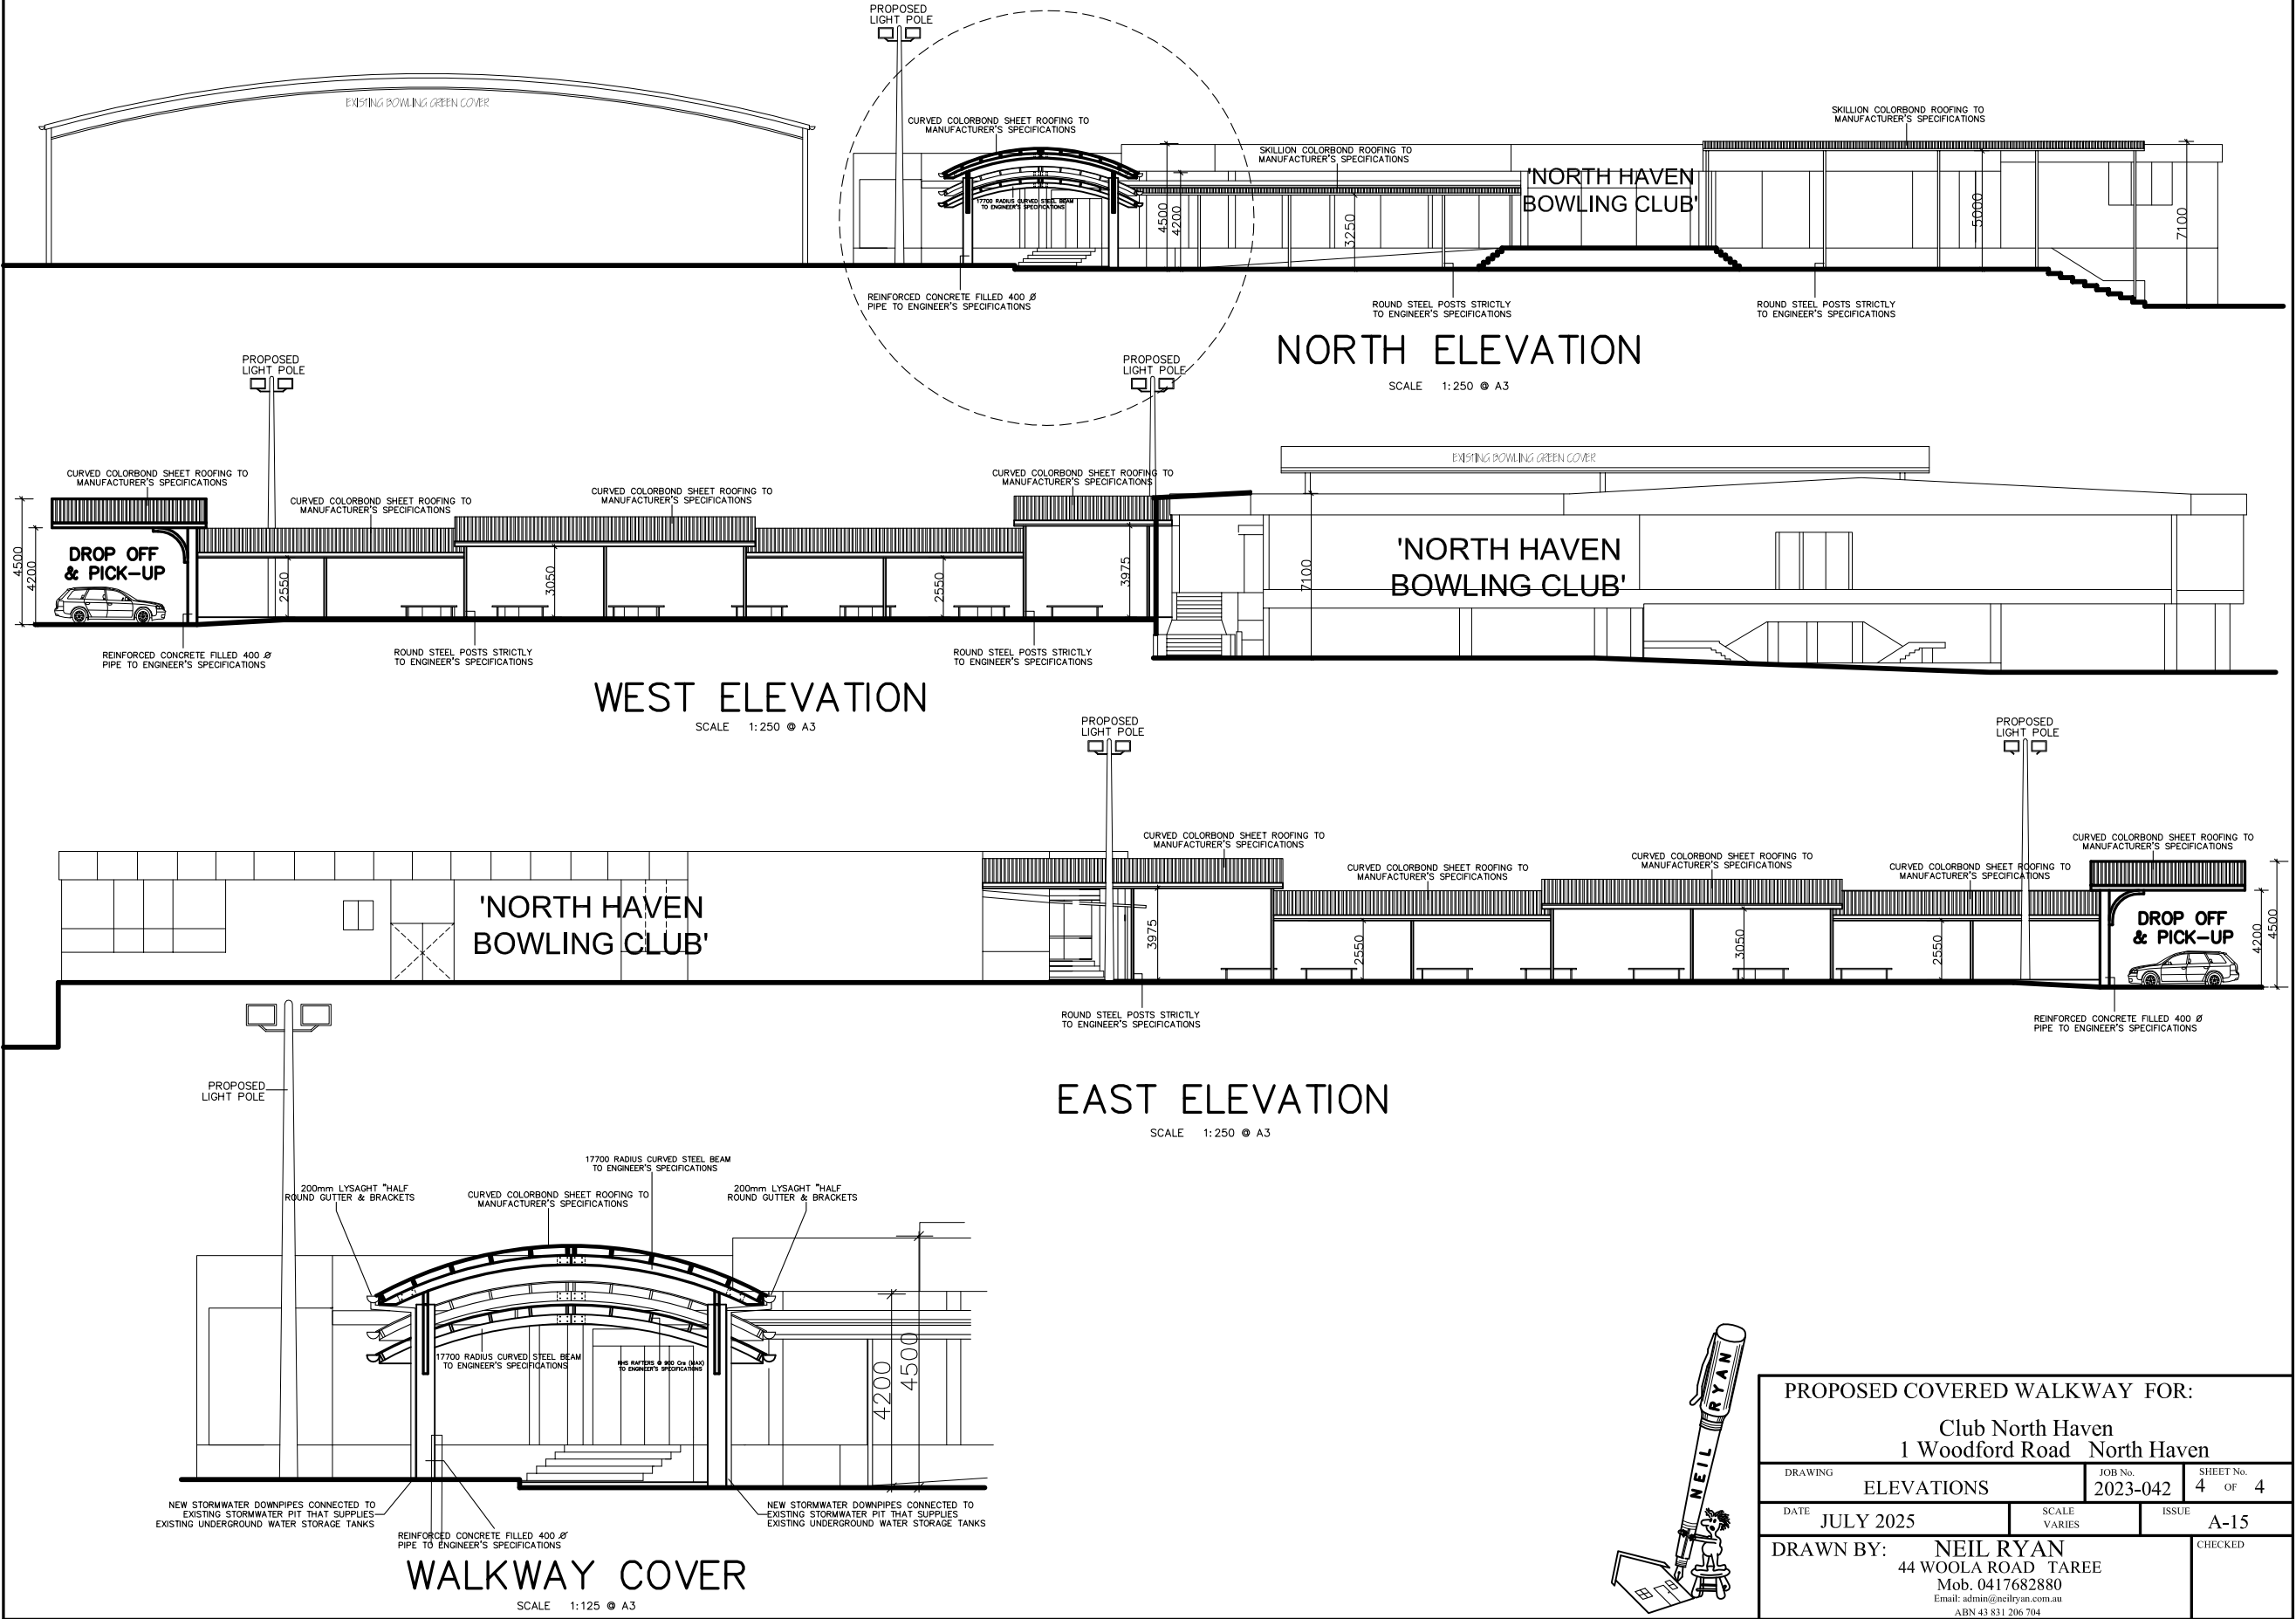 PROPOSED
LIGHT POLE
EXISTING BOWLING GREEN COVER
CURVED COLORBOND SHEET ROOFING TO
MANUFACTURER'S SPECIFICATIONS
SKILLION COLORBOND ROOFING TO
MANUFACTURER'S SPECIFICATIONS
SKILLION COLORBOND ROOFING TO
MANUFACTURER'S SPECIFICATIONS
'NORTH HAVEN
BOWLING CLUB'
17700 RADIUS CURVED STEEL BEAM
TO ENGINEER'S SPECIFICATIONS
4500
4200
3250
5000
7100
REINFORCED CONCRETE FILLED 400 Ø
PIPE TO ENGINEER'S SPECIFICATIONS
ROUND STEEL POSTS STRICTLY
TO ENGINEER'S SPECIFICATIONS
ROUND STEEL POSTS STRICTLY
TO ENGINEER'S SPECIFICATIONS
NORTH ELEVATION
SCALE 1:250 @ A3
PROPOSED
LIGHT POLE
PROPOSED
LIGHT POLE
EXISTING BOWLING GREEN COVER
CURVED COLORBOND SHEET ROOFING TO
MANUFACTURER'S SPECIFICATIONS
CURVED COLORBOND SHEET ROOFING TO
MANUFACTURER'S SPECIFICATIONS
CURVED COLORBOND SHEET ROOFING TO
MANUFACTURER'S SPECIFICATIONS
CURVED COLORBOND SHEET ROOFING TO
MANUFACTURER'S SPECIFICATIONS
4500
4200
DROP OFF
& PICK-UP
2550
3050
2550
3975
7100
'NORTH HAVEN
BOWLING CLUB'
REINFORCED CONCRETE FILLED 400 Ø
PIPE TO ENGINEER'S SPECIFICATIONS
ROUND STEEL POSTS STRICTLY
TO ENGINEER'S SPECIFICATIONS
ROUND STEEL POSTS STRICTLY
TO ENGINEER'S SPECIFICATIONS
WEST ELEVATION
SCALE 1:250 @ A3
PROPOSED
LIGHT POLE
PROPOSED
LIGHT POLE
CURVED COLORBOND SHEET ROOFING TO
MANUFACTURER'S SPECIFICATIONS
CURVED COLORBOND SHEET ROOFING TO
MANUFACTURER'S SPECIFICATIONS
CURVED COLORBOND SHEET ROOFING TO
MANUFACTURER'S SPECIFICATIONS
CURVED COLORBOND SHEET ROOFING TO
MANUFACTURER'S SPECIFICATIONS
CURVED COLORBOND SHEET ROOFING TO
MANUFACTURER'S SPECIFICATIONS
'NORTH HAVEN
BOWLING CLUB'
3975
2550
3050
2550
DROP OFF
& PICK-UP
4200
4500
ROUND STEEL POSTS STRICTLY
TO ENGINEER'S SPECIFICATIONS
REINFORCED CONCRETE FILLED 400 Ø
PIPE TO ENGINEER'S SPECIFICATIONS
EAST ELEVATION
SCALE 1:250 @ A3
PROPOSED
LIGHT POLE
17700 RADIUS CURVED STEEL BEAM
TO ENGINEER'S SPECIFICATIONS
200mm LYSAGHT "HALF
ROUND GUTTER & BRACKETS
CURVED COLORBOND SHEET ROOFING TO
MANUFACTURER'S SPECIFICATIONS
200mm LYSAGHT "HALF
ROUND GUTTER & BRACKETS
17700 RADIUS CURVED STEEL BEAM
TO ENGINEER'S SPECIFICATIONS
RHS RAFTERS @ 900 Crs (MAX)
TO ENGINEER'S SPECIFICATIONS
4200
4500
NEW STORMWATER DOWNPIPES CONNECTED TO
EXISTING STORMWATER PIT THAT SUPPLIES
EXISTING UNDERGROUND WATER STORAGE TANKS
REINFORCED CONCRETE FILLED 400 Ø
PIPE TO ENGINEER'S SPECIFICATIONS
NEW STORMWATER DOWNPIPES CONNECTED TO
EXISTING STORMWATER PIT THAT SUPPLIES
EXISTING UNDERGROUND WATER STORAGE TANKS
WALKWAY COVER
SCALE 1:125 @ A3
NEIL RYAN
PROPOSED COVERED WALKWAY FOR:
Club North Haven
1 Woodford Road North Haven
DRAWING
ELEVATIONS
JOB No.
2023-042
SHEET No.
4 OF 4
DATE
JULY 2025
SCALE
VARIES
ISSUE
A-15
DRAWN BY:
NEIL RYAN
44 WOOLA ROAD TAREE
Mob. 0417682880
Email: admin@neilryan.com.au
ABN 43 831 206 704
CHECKED